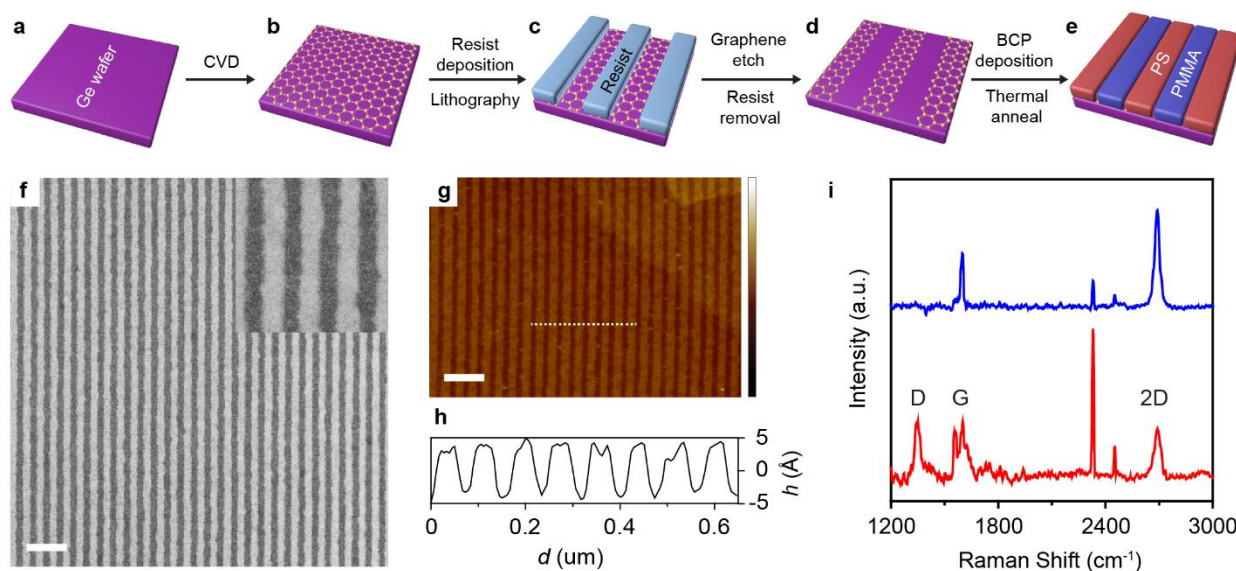 a
b
c
d
e
Ge wafer
CVD
Resist
deposition
Lithography
Resist
Graphene
etch
Resist
removal
BCP
deposition
Thermal
anneal
PS
PMMA
f
g
h
5
0
-5
h (Å)
0 0.2 0.4 0.6
d (um)
i
Intensity (a.u.)
D G 2D
1200 1800 2400 3000
Raman Shift (cm⁻¹)